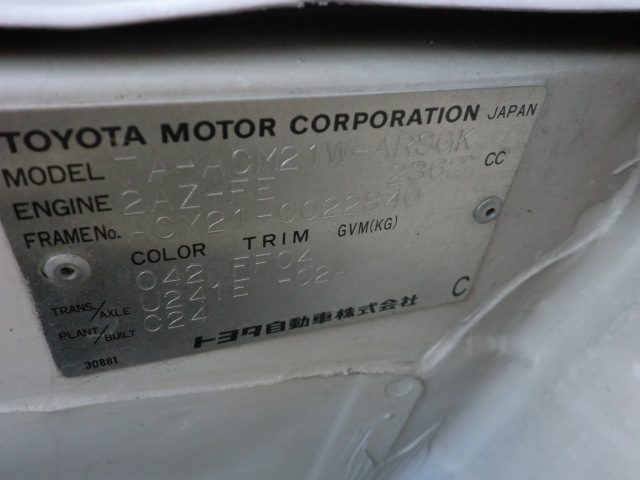 TOYOTA MOTOR CORPORATION JAPAN
MODEL TA-ACM21W-ARSGK
ENGINE 2AZ-FE 2362 CC
FRAME No. ACM21-0022840
COLOR TRIM GVM(KG)
042 FF04
TRANS/AXLE U241E -02-
PLANT/BUILT C24
トヨタ自動車株式会社 C
30881